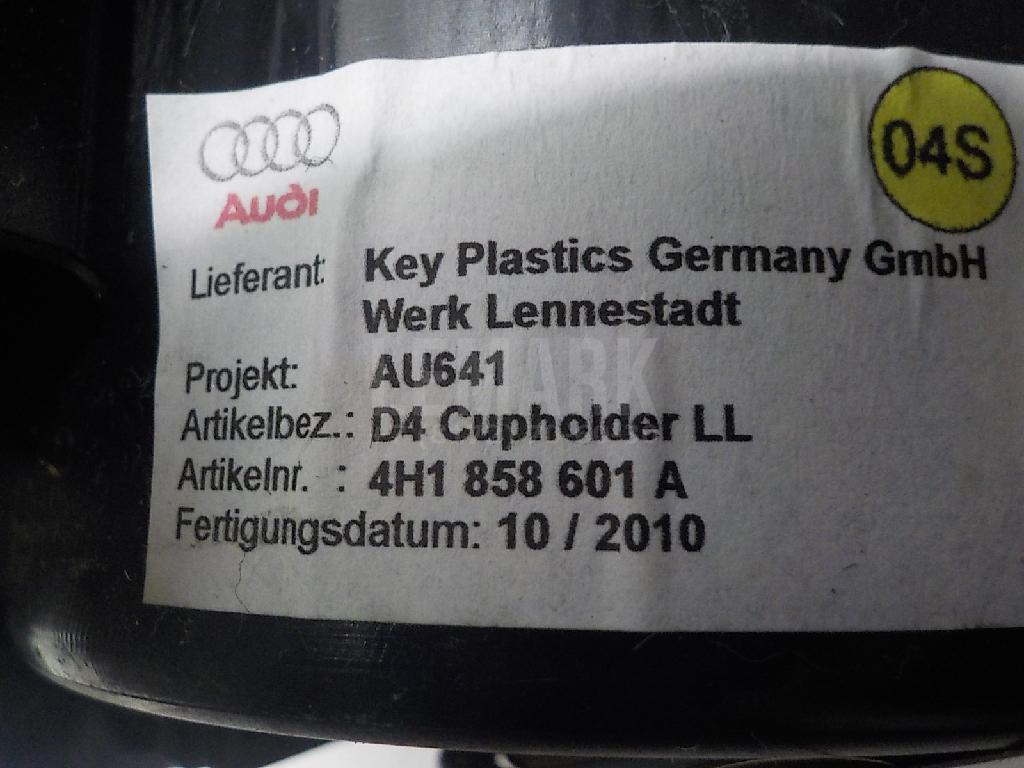 04S
Audi
Lieferant: Key Plastics Germany GmbH
Werk Lennestadt
Projekt: AU641
Artikelbez.: D4 Cupholder LL
Artikelnr. : 4H1 858 601 A
Fertigungsdatum: 10 / 2010